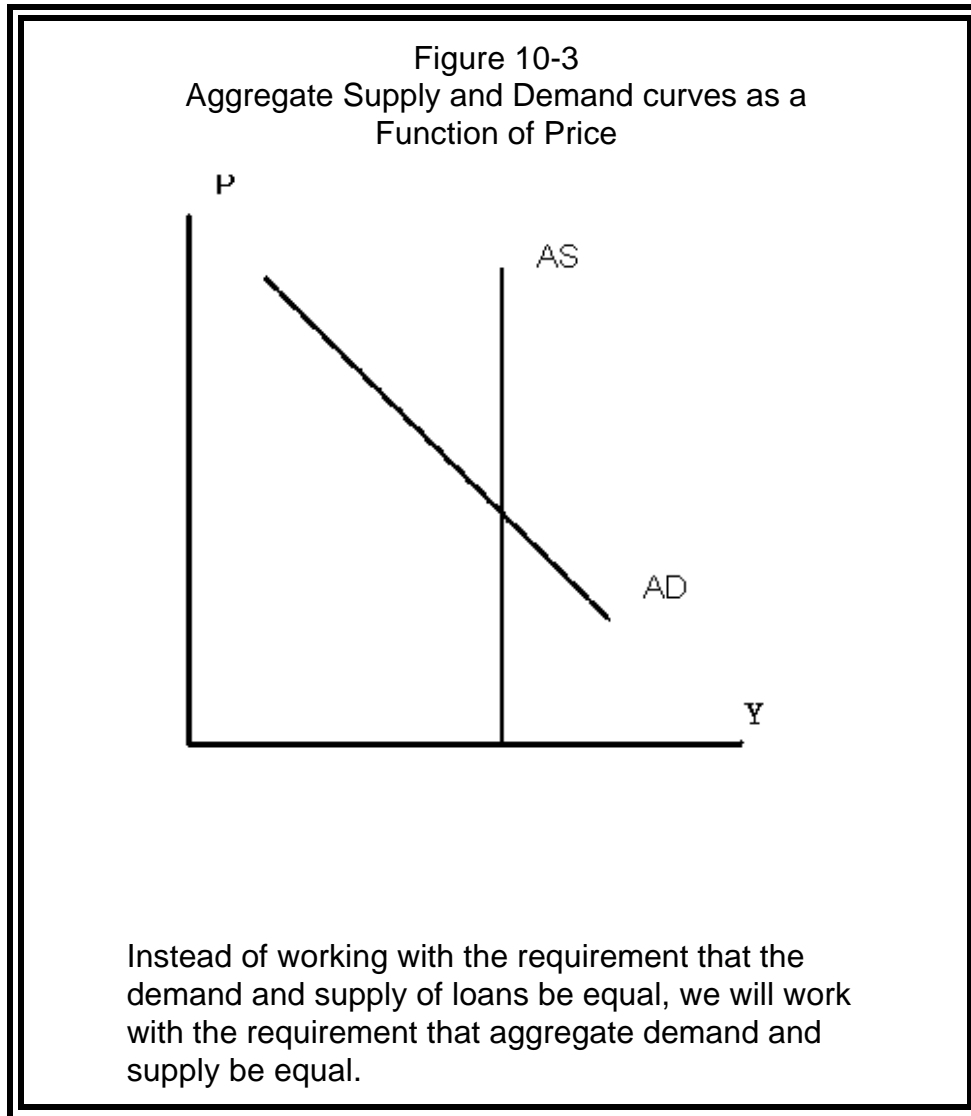 Figure 10-3
Aggregate Supply and Demand curves as a
Function of Price
P
AS
AD
Y
Instead of working with the requirement that the
demand and supply of loans be equal, we will work
with the requirement that aggregate demand and
supply be equal.